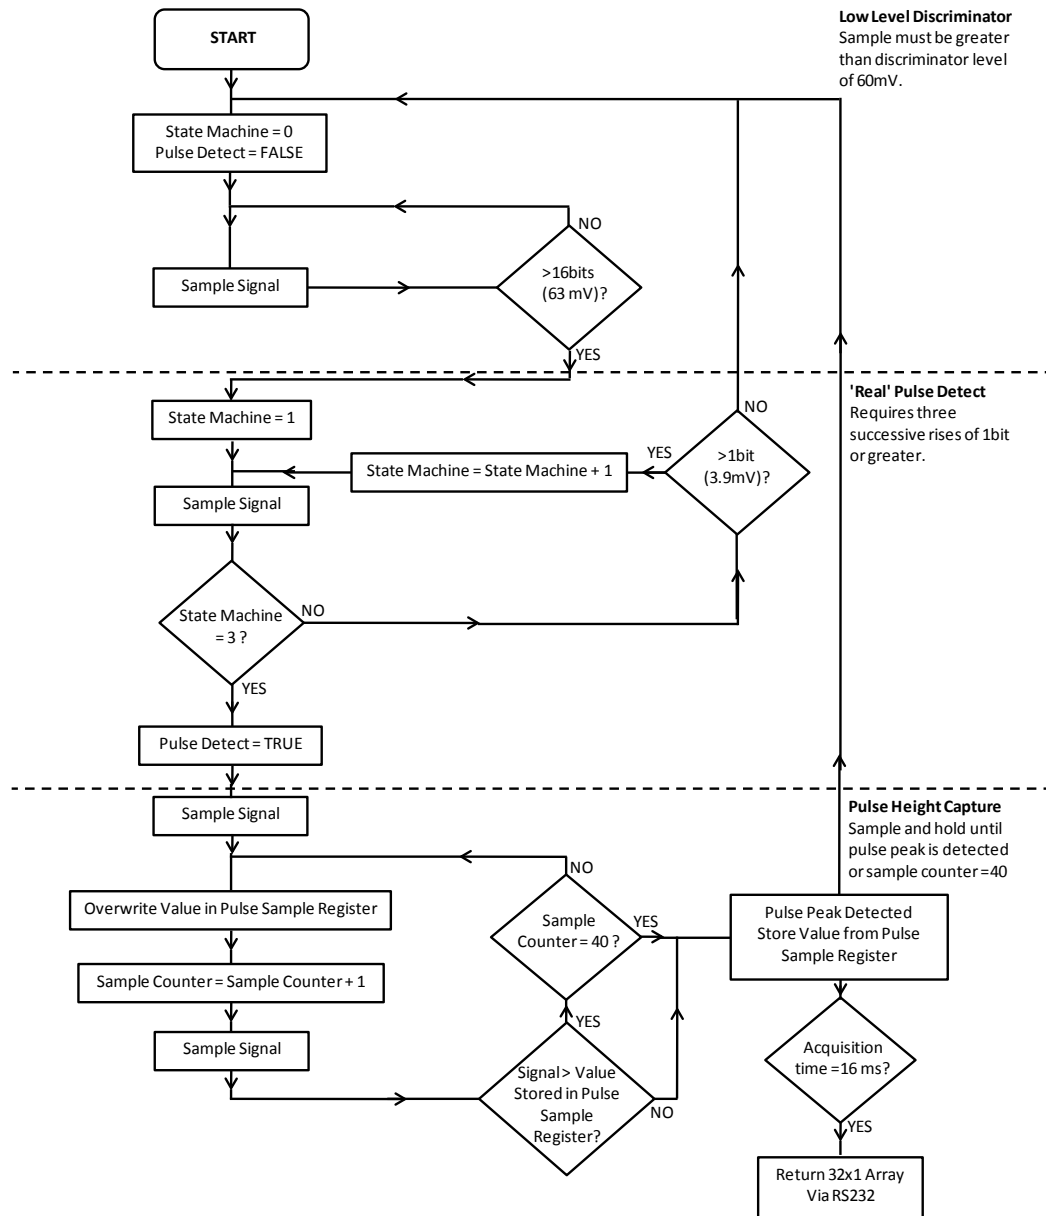 START
Low Level Discriminator
Sample must be greater
than discriminator level
of 60mV.
State Machine = 0
Pulse Detect = FALSE
NO
Sample Signal
>16bits
(63 mV)?
YES
State Machine = 1
'Real' Pulse Detect
Requires three
successive rises of 1bit
or greater.
NO
YES
State Machine = State Machine + 1
>1bit
(3.9mV)?
Sample Signal
State Machine
= 3 ?
NO
YES
Pulse Detect = TRUE
Sample Signal
Pulse Height Capture
Sample and hold until
pulse peak is detected
or sample counter =40
NO
Overwrite Value in Pulse Sample Register
Sample
Counter = 40 ?
YES
Pulse Peak Detected
Store Value from Pulse
Sample Register
Sample Counter = Sample Counter + 1
YES
Sample Signal
Signal > Value
Stored in Pulse
Sample
Register?
NO
Acquisition
time =16 ms?
YES
Return 32x1 Array
Via RS232